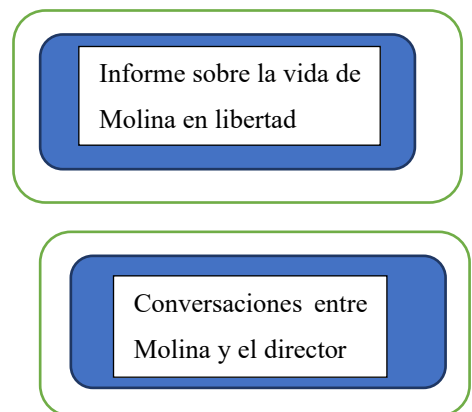 Informe sobre la vida de
Molina en libertad
Conversaciones entre
Molina y el director